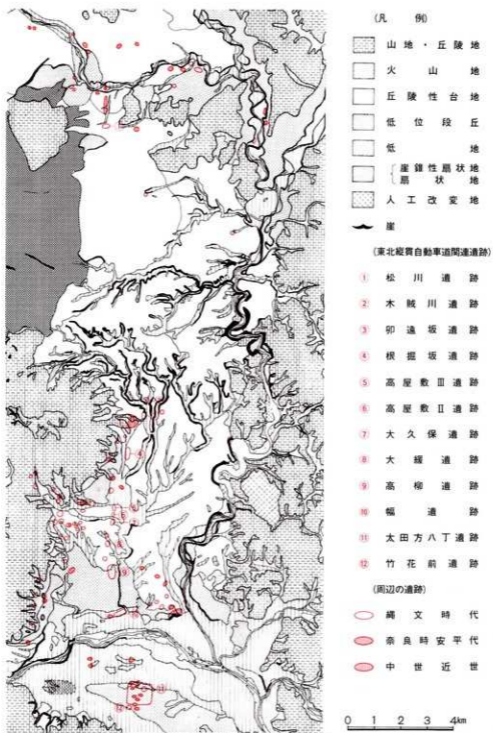 (凡 例)
山地・丘陵地
火山地
丘陵性台地
低位段丘
低地
崖錐性扇状地
扇状地
人工改変地
崖
(東北縦貫自動車道関連遺跡)
① 松川遺跡
② 木賊川遺跡
③ 卯遠坂遺跡
④ 根掘坂遺跡
⑤ 高屋敷Ⅲ遺跡
⑥ 高屋敷Ⅱ遺跡
⑦ 大久保遺跡
⑧ 大緩遺跡
⑨ 高柳遺跡
⑩ 幅遺跡
⑪ 太田方八丁遺跡
⑫ 竹花前遺跡
(周辺の遺跡)
縄文時代
奈良時安平代
中世近世
0 1 2 3 4km